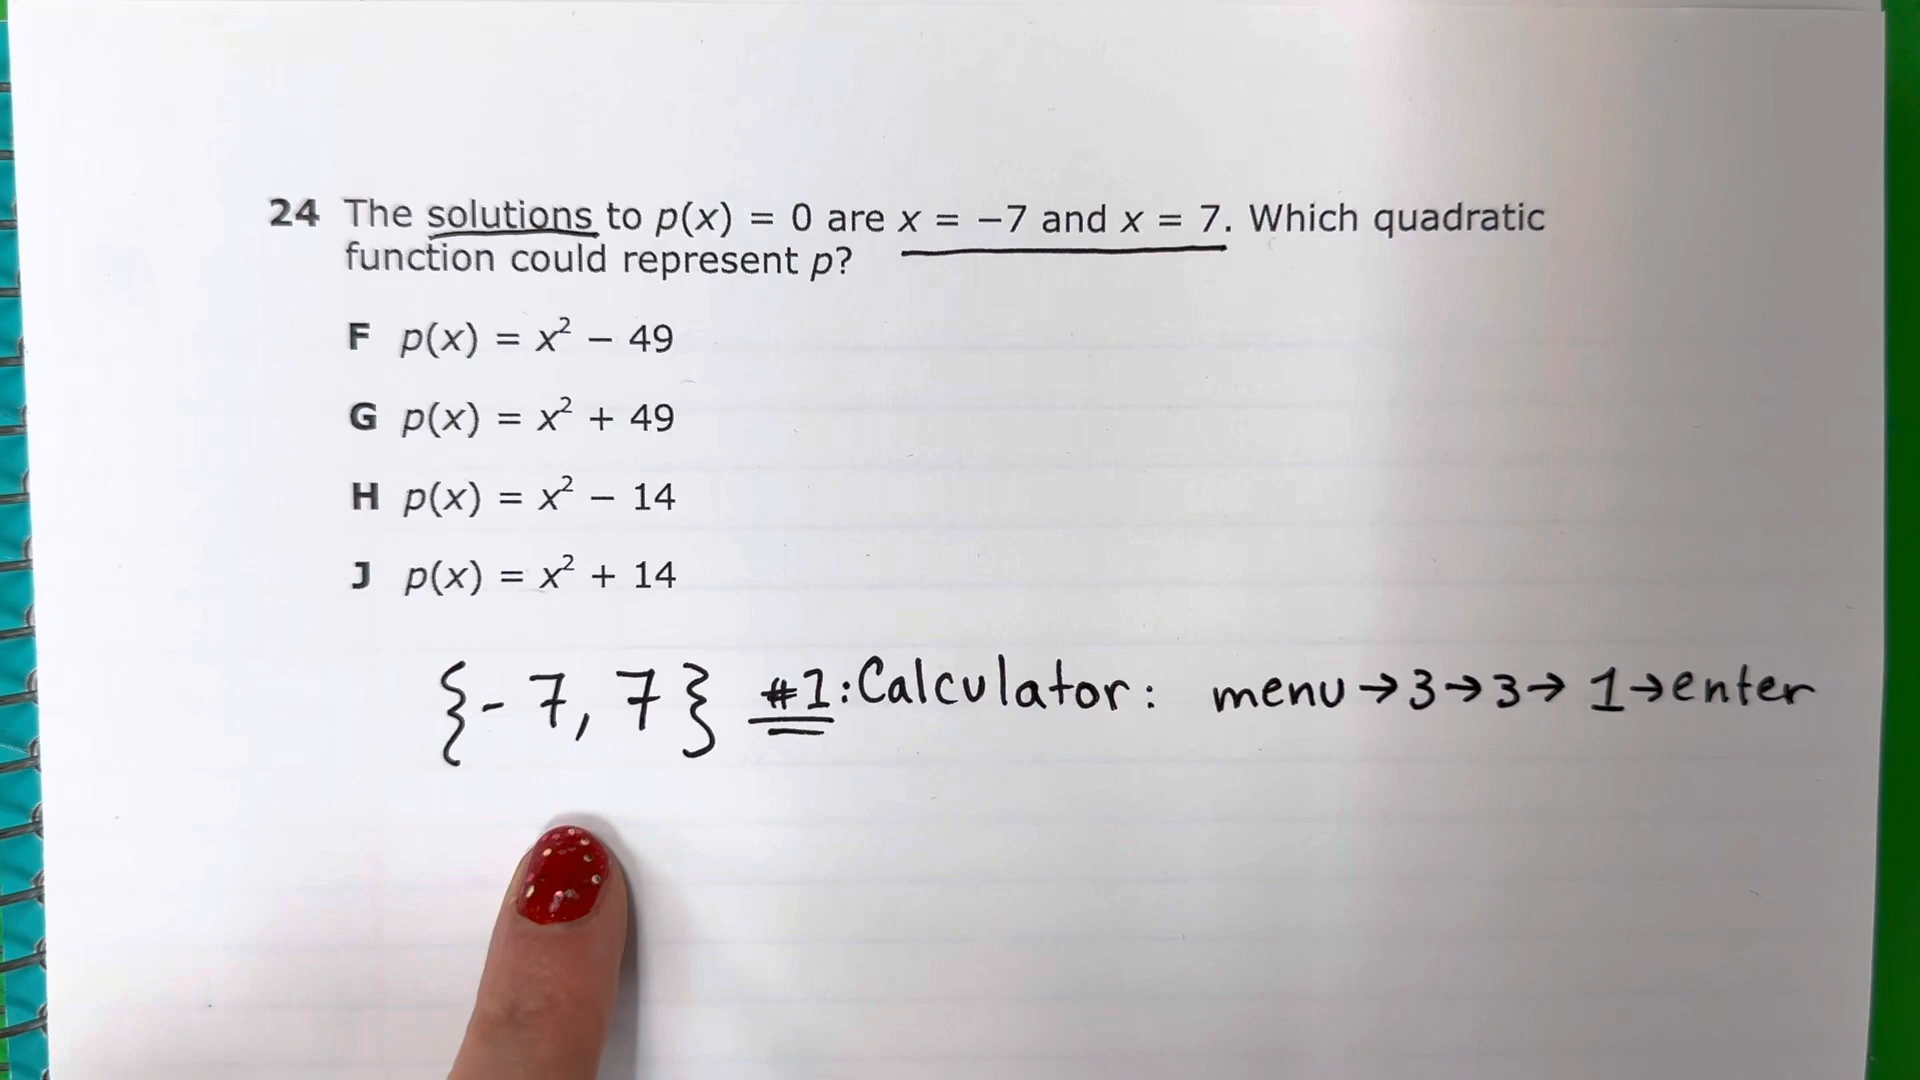 24 The solutions to p(x) = 0 are x = −7 and x = 7. Which quadratic
function could represent p?
F p(x) = x² − 49
G p(x) = x² + 49
H p(x) = x² − 14
J p(x) = x² + 14
{-7, 7} #1: Calculator: menu→3→3→1→enter